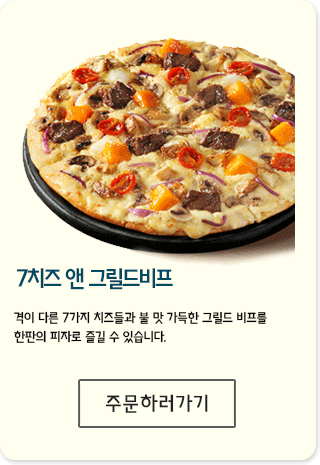 7치즈 앤 그릴드비프
격이 다른 7가지 치즈들과 불 맛 가득한 그릴드 비프를
한판의 피자로 즐길 수 있습니다.
주문하러가기